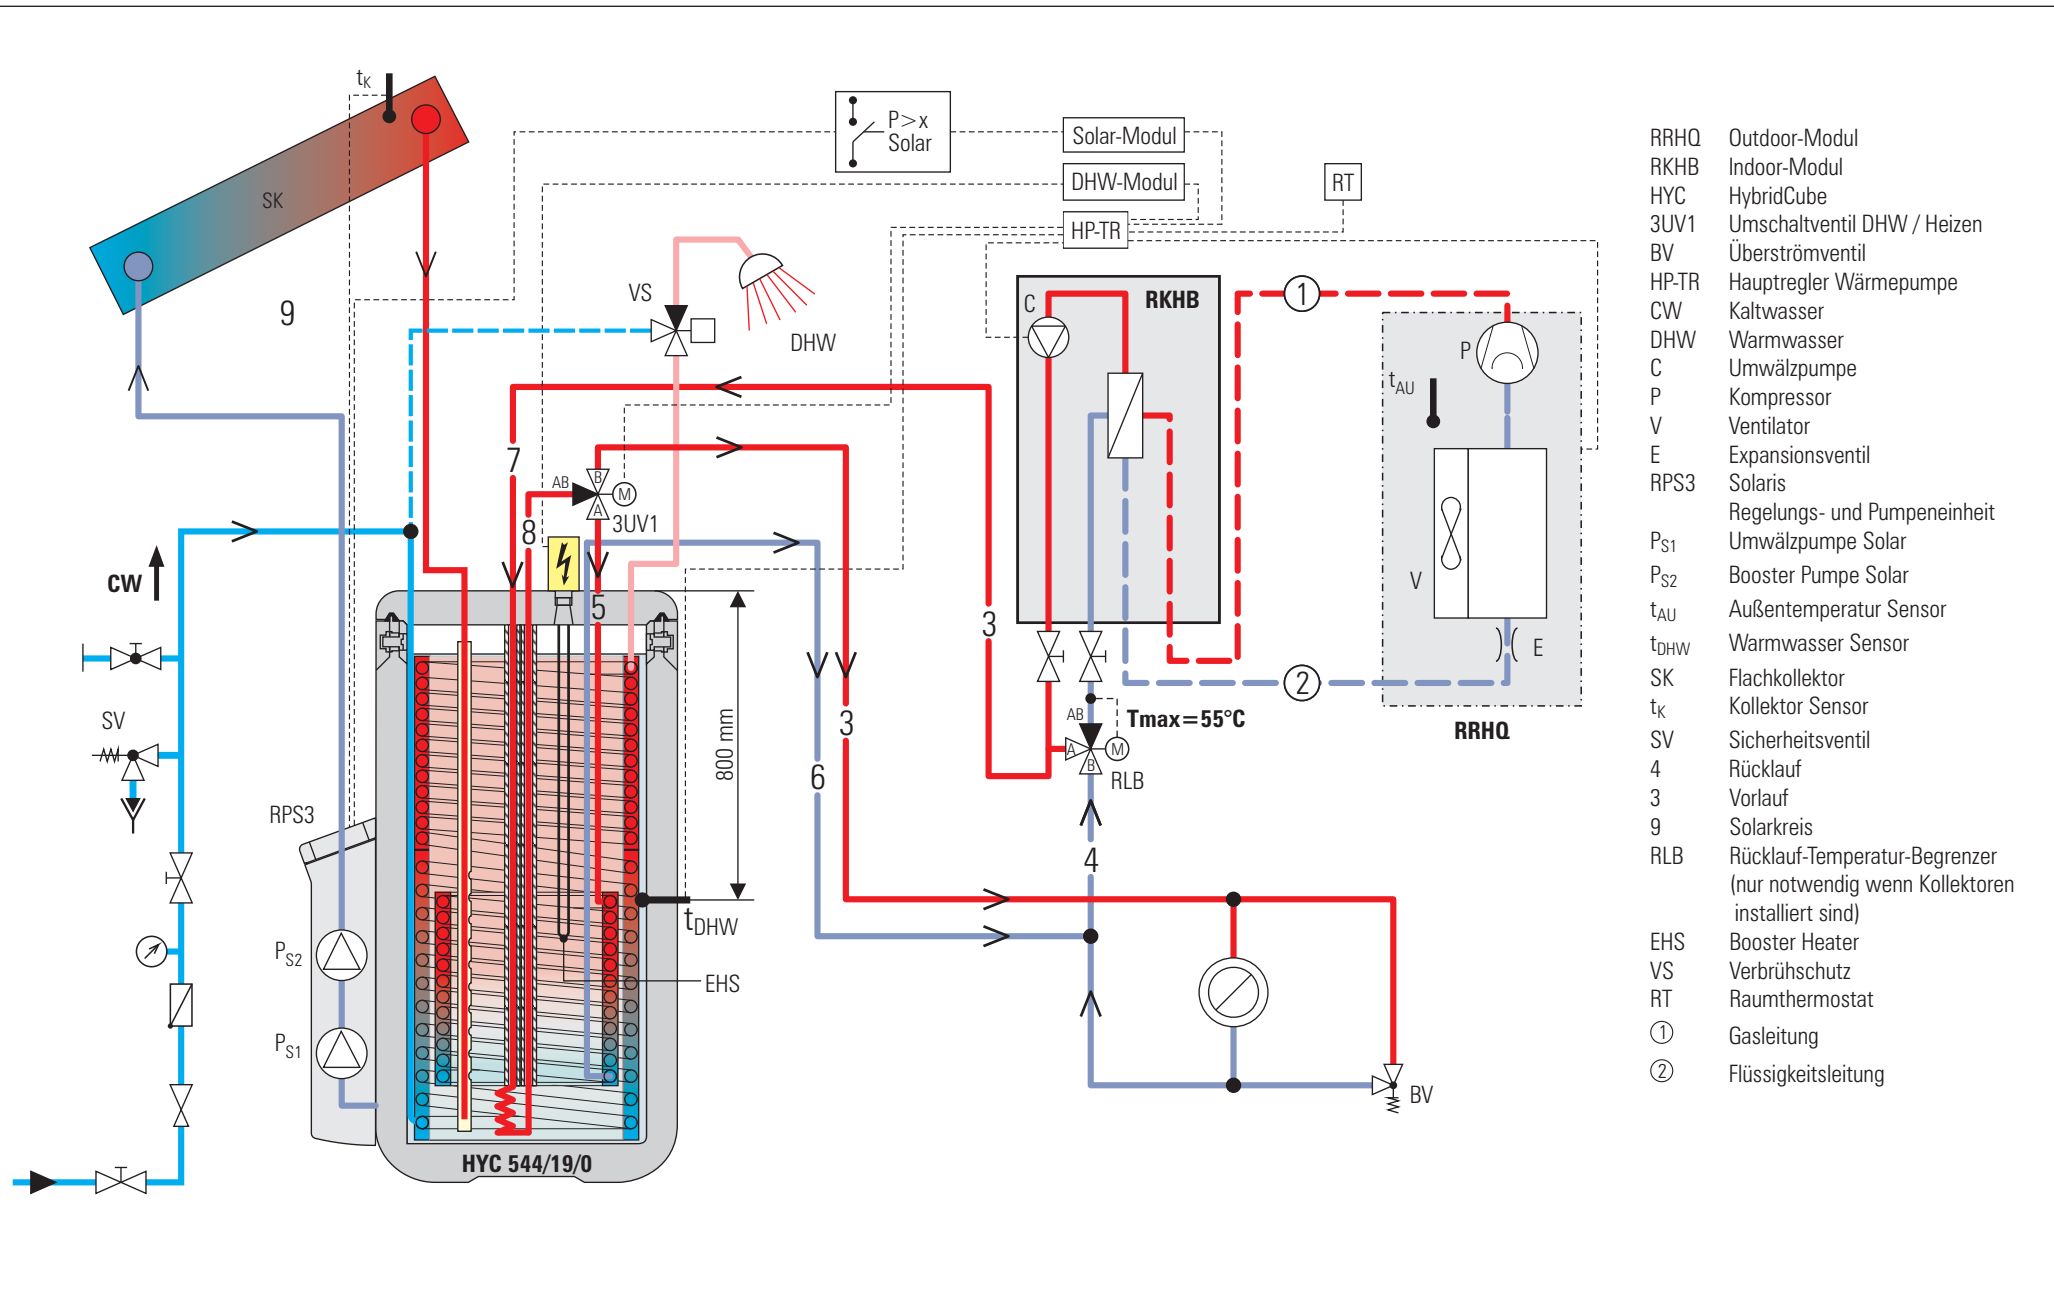 tK
SK
9
P>x
Solar
Solar-Modul
DHW-Modul
HP-TR
RT
VS
DHW
C
RKHB
1
P
tAU
V
E
RRHQ
2
7
8
AB
B
A
M
3UV1
5
CW
SV
RPS3
PS2
PS1
800 mm
tDHW
EHS
HYC 544/19/0
3
3
6
4
AB
A
B
M
RLB
Tmax=55°C
BV
RRHQ Outdoor-Modul
RKHB Indoor-Modul
HYC HybridCube
3UV1 Umschaltventil DHW / Heizen
BV Überströmventil
HP-TR Hauptregler Wärmepumpe
CW Kaltwasser
DHW Warmwasser
C Umwälzpumpe
P Kompressor
V Ventilator
E Expansionsventil
RPS3 Solaris
Regelungs- und Pumpeneinheit
PS1 Umwälzpumpe Solar
PS2 Booster Pumpe Solar
tAU Außentemperatur Sensor
tDHW Warmwasser Sensor
SK Flachkollektor
tK Kollektor Sensor
SV Sicherheitsventil
4 Rücklauf
3 Vorlauf
9 Solarkreis
RLB Rücklauf-Temperatur-Begrenzer
(nur notwendig wenn Kollektoren
installiert sind)
EHS Booster Heater
VS Verbrühschutz
RT Raumthermostat
1 Gasleitung
2 Flüssigkeitsleitung